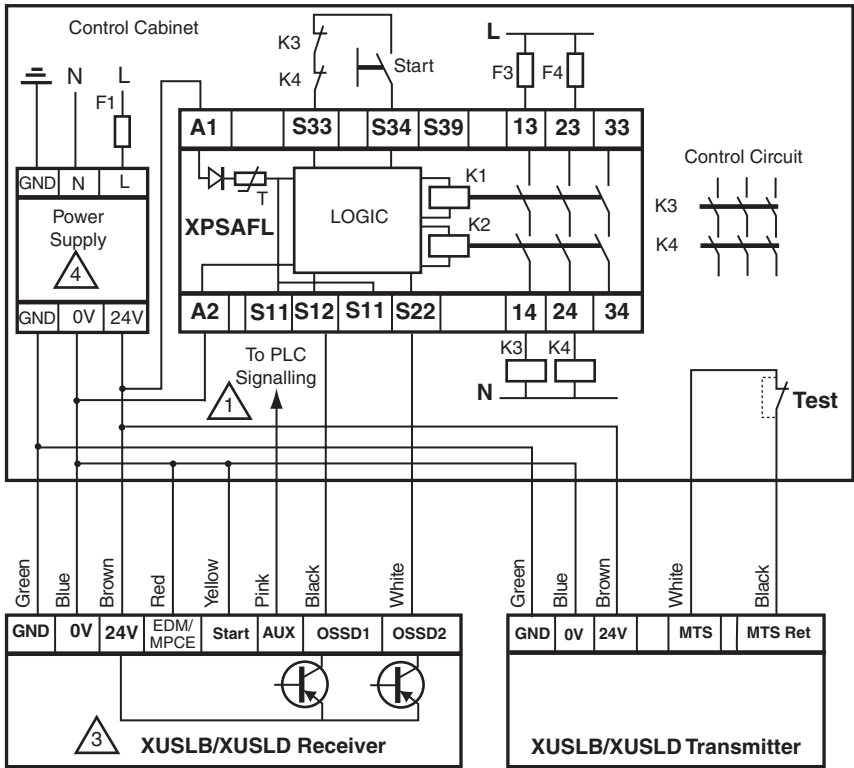 Control Cabinet
N L
F1
K3
K4
Start
L
F3 F4
A1 S33 S34 S39 13 23 33
GND N L
Power
Supply
4
GND 0V 24V
T
XPSAFL
LOGIC
K1
K2
Control Circuit
K3
K4
A2 S11 S12 S11 S22 14 24 34
To PLC
Signalling
1
K3 K4
N
Test
Green
Blue
Brown
Red
Yellow
Pink
Black
White
Green
Blue
Brown
White
Black
GND 0V 24V EDM/ MPCE Start AUX OSSD1 OSSD2
GND 0V 24V MTS MTS Ret
3
XUSLB/XUSLD Receiver
XUSLB/XUSLD Transmitter